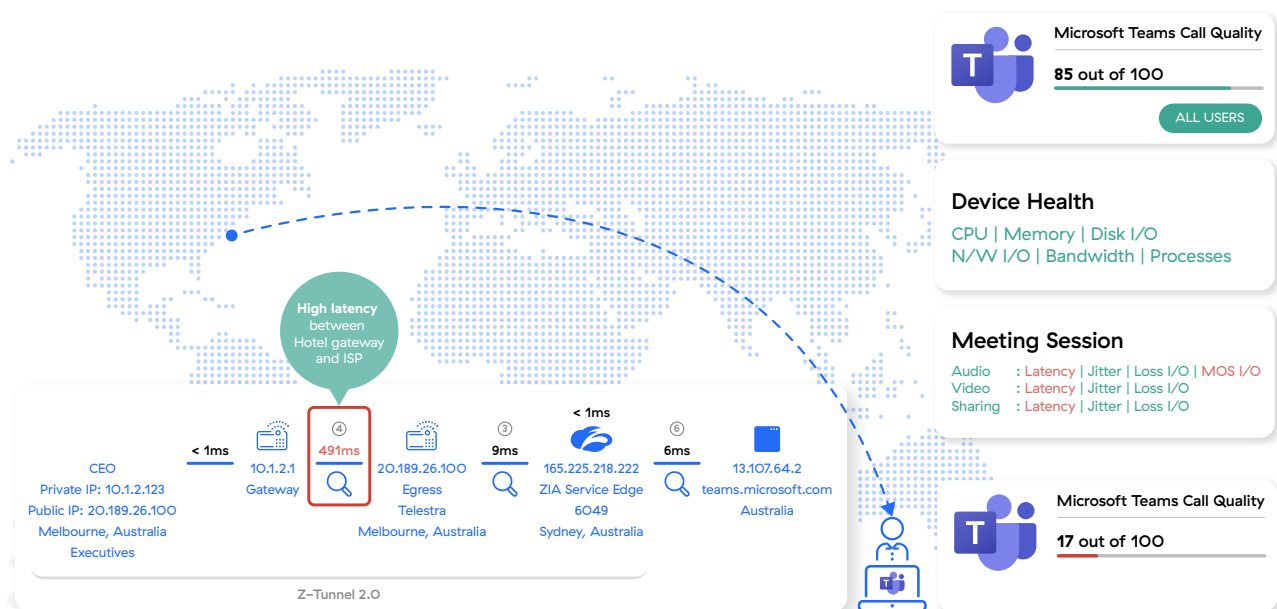 Microsoft Teams Call Quality
T
85 out of 100
ALL USERS
Device Health
CPU | Memory | Disk I/O
N/W I/O | Bandwidth | Processes
High latency
between
Hotel gateway
and ISP
Meeting Session
Audio : Latency | Jitter | Loss I/O | MOS I/O
Video : Latency | Jitter | Loss I/O
Sharing : Latency | Jitter | Loss I/O
CEO
Private IP: 10.1.2.123
Public IP: 20.189.26.100
Melbourne, Australia
Executives
< 1ms
10.1.2.1
Gateway
4
491ms
20.189.26.100
Egress
Telestra
Melbourne, Australia
3
9ms
< 1ms
165.225.218.222
ZIA Service Edge
6049
Sydney, Australia
6
6ms
13.107.64.2
teams.microsoft.com
Australia
Z-Tunnel 2.0
Microsoft Teams Call Quality
T
17 out of 100